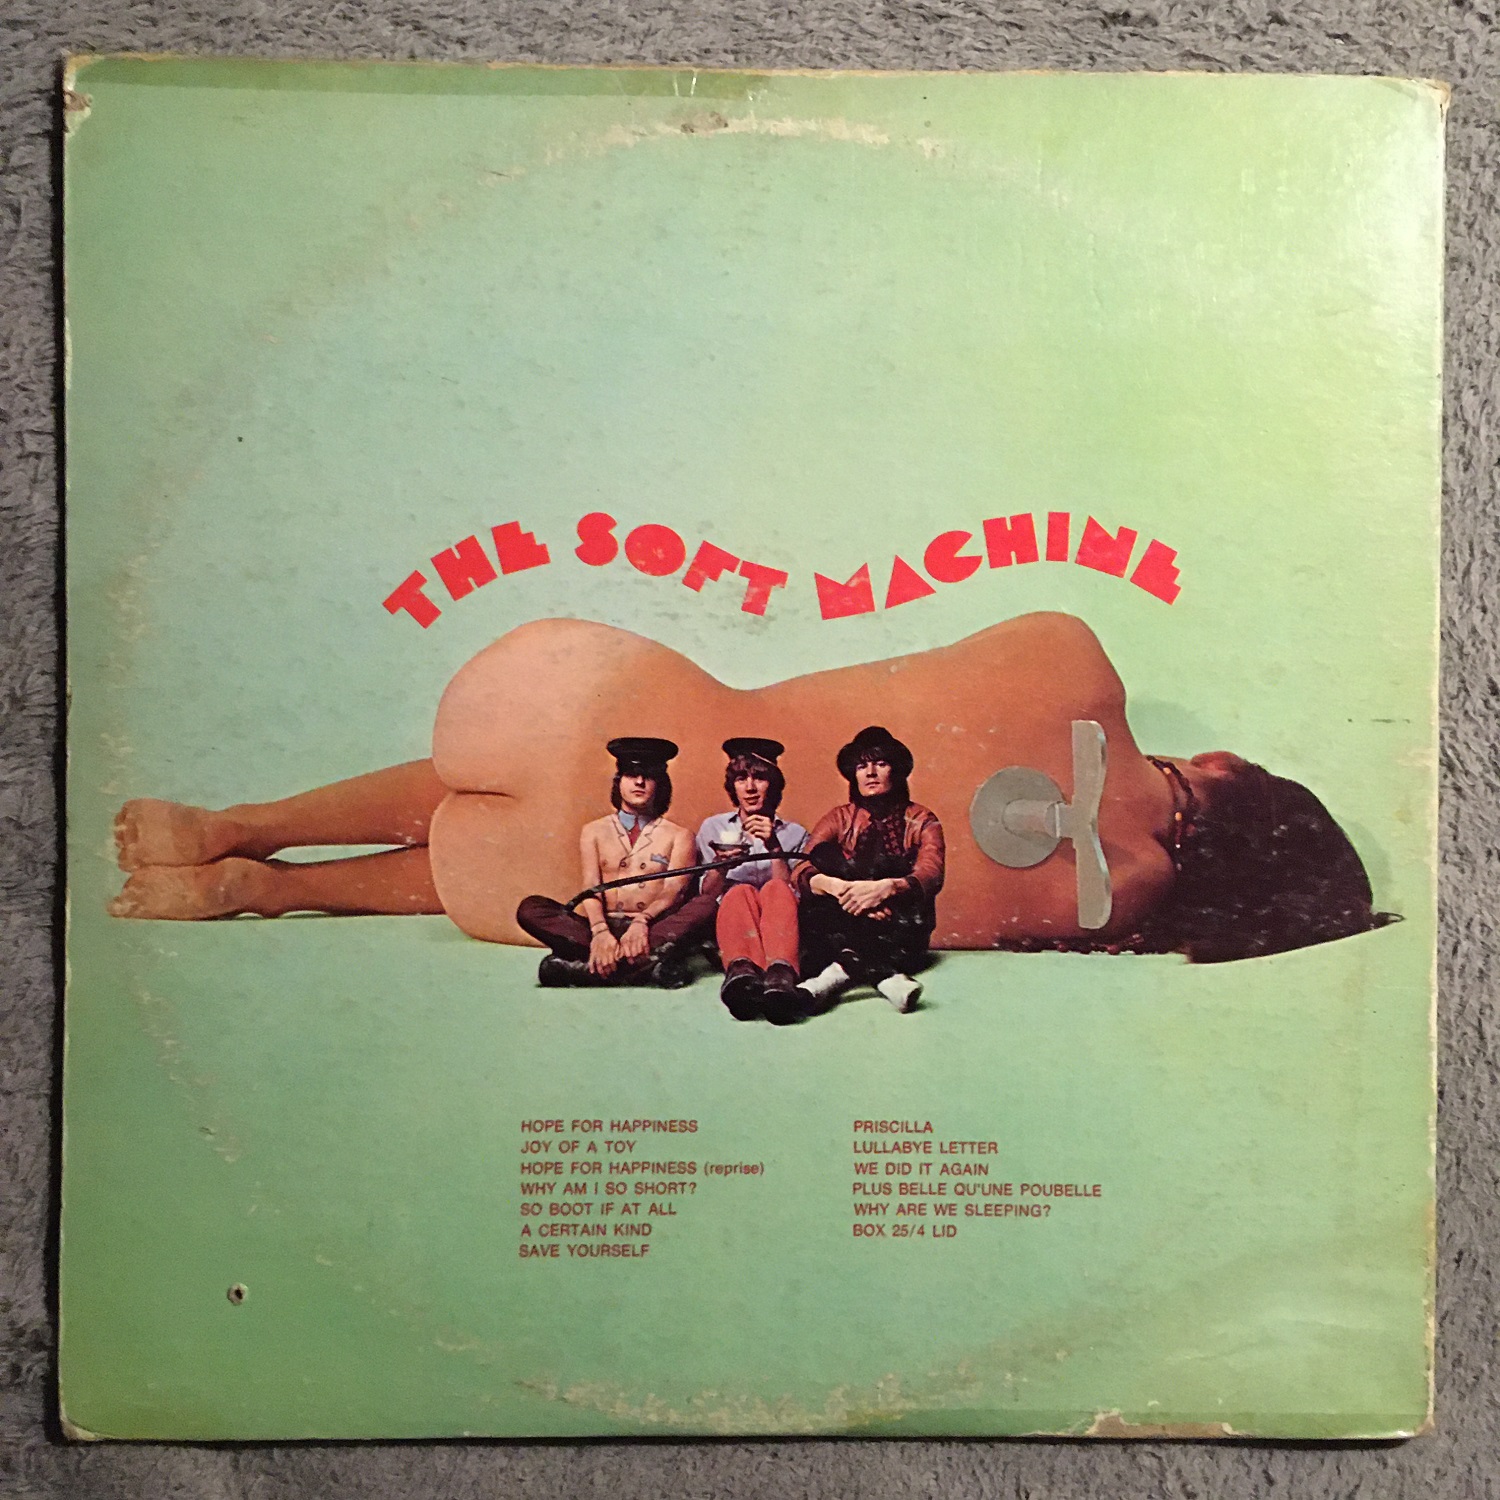 THE SOFT MACHINE
HOPE FOR HAPPINESS
JOY OF A TOY
HOPE FOR HAPPINESS (reprise)
WHY AM I SO SHORT?
SO BOOT IF AT ALL
A CERTAIN KIND
SAVE YOURSELF
PRISCILLA
LULLABYE LETTER
WE DID IT AGAIN
PLUS BELLE QU'UNE POUBELLE
WHY ARE WE SLEEPING?
BOX 25/4 LID